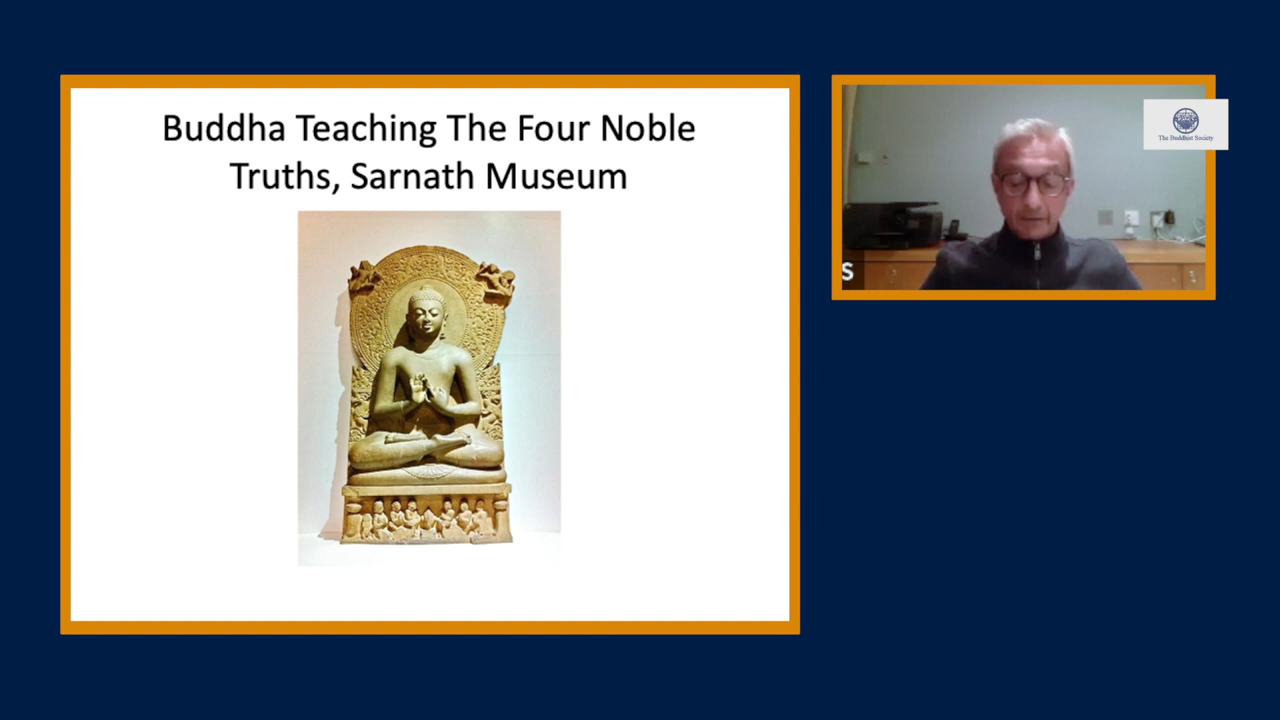 Buddha Teaching The Four Noble
Truths, Sarnath Museum
The Buddhist Society
S